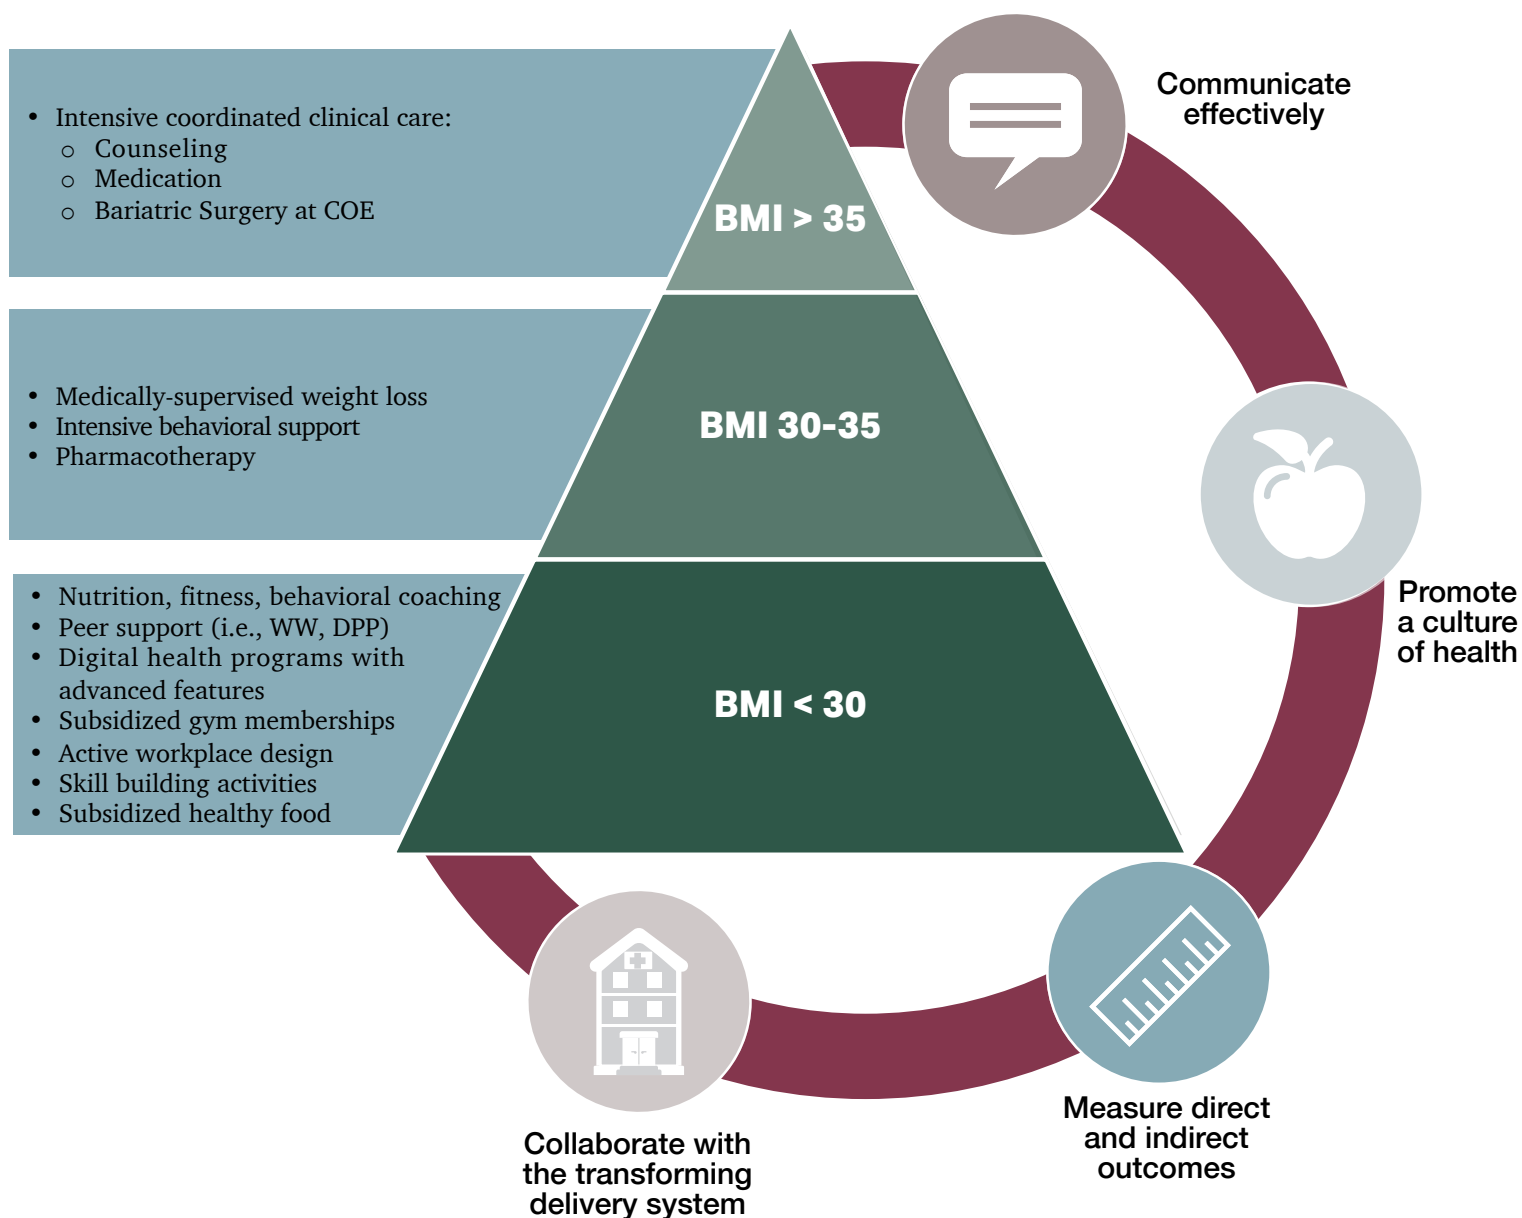 • Intensive coordinated clinical care:
o Counseling
o Medication
o Bariatric Surgery at COE
BMI > 35
Communicate
effectively
• Medically-supervised weight loss
• Intensive behavioral support
• Pharmacotherapy
BMI 30-35
Promote
a culture
of health
• Nutrition, fitness, behavioral coaching
• Peer support (i.e., WW, DPP)
• Digital health programs with
advanced features
• Subsidized gym memberships
• Active workplace design
• Skill building activities
• Subsidized healthy food
BMI < 30
Measure direct
and indirect
outcomes
Collaborate with
the transforming
delivery system